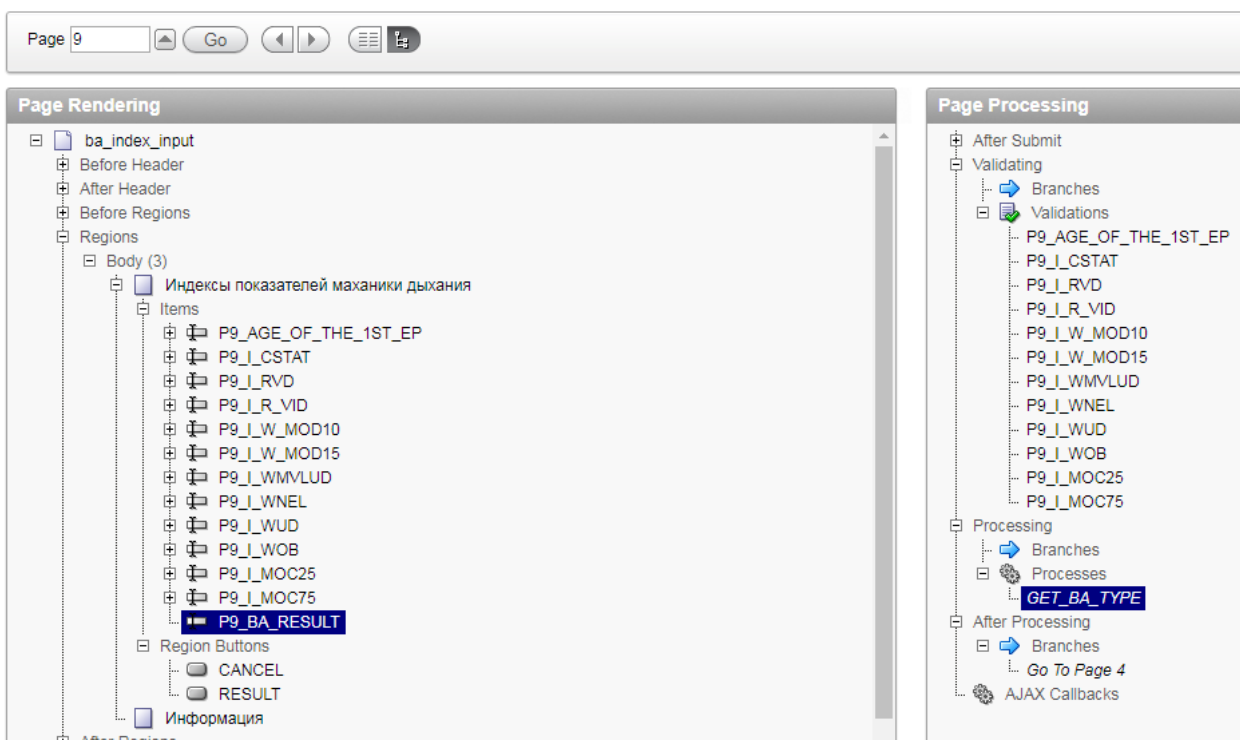 Page 9 Go
Page Rendering
ba_index_input
Before Header
After Header
Before Regions
Regions
Body (3)
Индексы показателей маханики дыхания
Items
P9_AGE_OF_THE_1ST_EP
P9_I_CSTAT
P9_I_RVD
P9_I_R_VID
P9_I_W_MOD10
P9_I_W_MOD15
P9_I_WMVLUD
P9_I_WNEL
P9_I_WUD
P9_I_WOB
P9_I_MOC25
P9_I_MOC75
P9_BA_RESULT
Region Buttons
CANCEL
RESULT
Информация
After Regions
Page Processing
After Submit
Validating
Branches
Validations
P9_AGE_OF_THE_1ST_EP
P9_I_CSTAT
P9_I_RVD
P9_I_R_VID
P9_I_W_MOD10
P9_I_W_MOD15
P9_I_WMVLUD
P9_I_WNEL
P9_I_WUD
P9_I_WOB
P9_I_MOC25
P9_I_MOC75
Processing
Branches
Processes
GET_BA_TYPE
After Processing
Branches
Go To Page 4
AJAX Callbacks